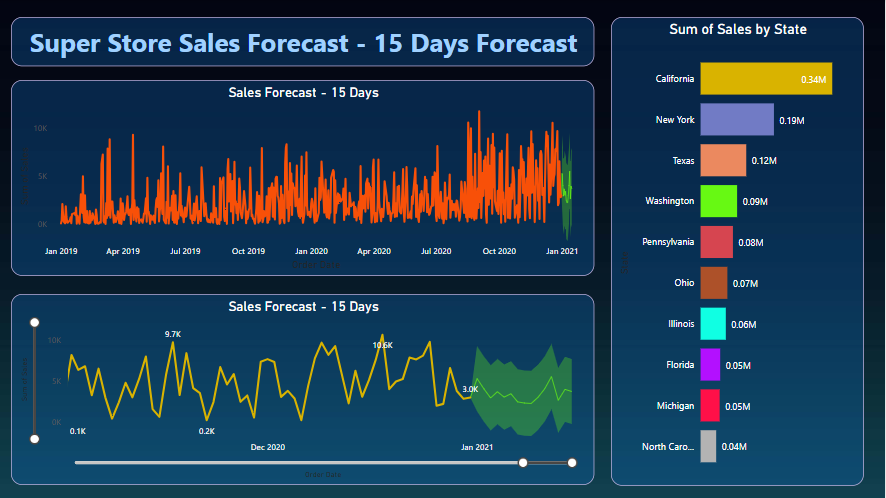 Super Store Sales Forecast - 15 Days Forecast
Sales Forecast - 15 Days
10K
5K
0K
Jan 2019 Apr 2019 Jul 2019 Oct 2019 Jan 2020 Apr 2020 Jul 2020 Oct 2020 Jan 2021
Sales Forecast - 15 Days
10K
5K
0K
9.7K
10.6K
3.0K
0.1K
0.2K
Dec 2020 Jan 2021
Order Date
Sum of Sales by State
California 0.34M
New York 0.19M
Texas 0.12M
Washington 0.09M
Pennsylvania 0.08M
Ohio 0.07M
Illinois 0.06M
Florida 0.05M
Michigan 0.05M
North Caro... 0.04M